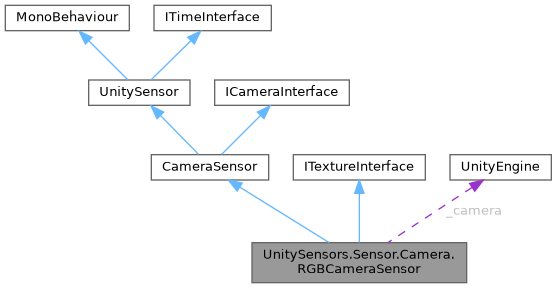 MonoBehaviour
ITimeInterface
UnitySensor
ICameraInterface
CameraSensor
ITextureInterface
UnityEngine
_camera
UnitySensors.Sensor.Camera.
RGBCameraSensor